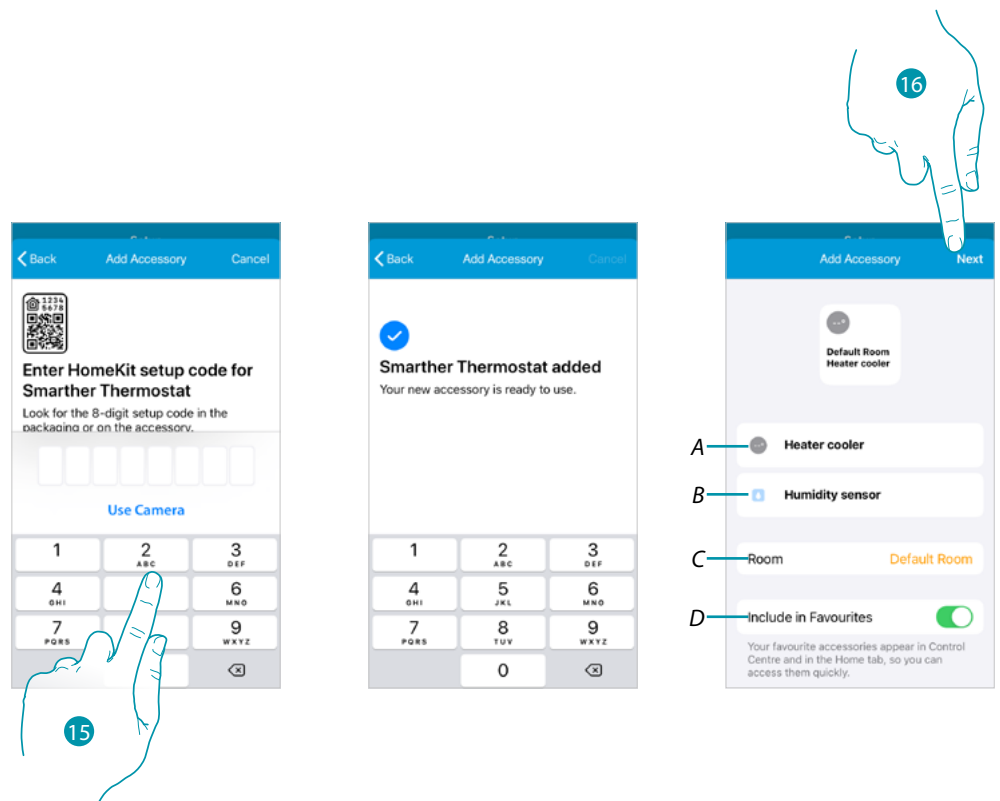 16
Back Add Accessory Cancel
1234
5678
Enter HomeKit setup code for
Smarther Thermostat
Look for the 8-digit setup code in the
packaging or on the accessory.
Use Camera
1 2 3
ABC DEF
4 6
GHI MNO
7 9
PQRS WXYZ
15
Back Add Accessory Cancel
Smarther Thermostat added
Your new accessory is ready to use.
1 2 3
ABC DEF
4 5 6
GHI JKL MNO
7 8 9
PQRS TUV WXYZ
0
Add Accessory Next
Default Room
Heater cooler
A Heater cooler
B Humidity sensor
C Room Default Room
D Include in Favourites
Your favourite accessories appear in Control
Centre and in the Home tab, so you can
access them quickly.